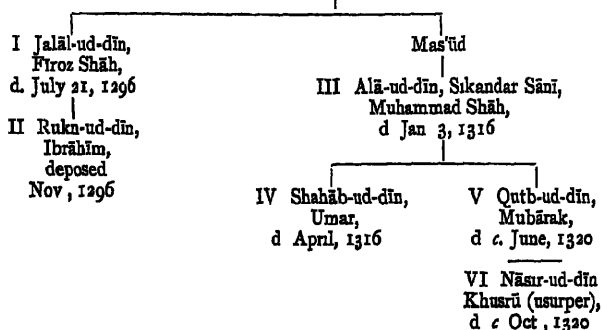 I Jalāl-ud-dīn,
Fīroz Shāh,
d. July 21, 1296
II Rukn-ud-dīn,
Ibrāhīm,
deposed
Nov, 1296
Mas'ūd
III Alā-ud-dīn, Sıkandar Sānī,
Muhammad Shāh,
d Jan 3, 1316
IV Shahāb-ud-dīn,
Umar,
d April, 1316
V Qutb-ud-dīn,
Mubārak,
d c. June, 1320
VI Nāsır-ud-dīn
Khusrū (usurper),
d c Oct, 1320